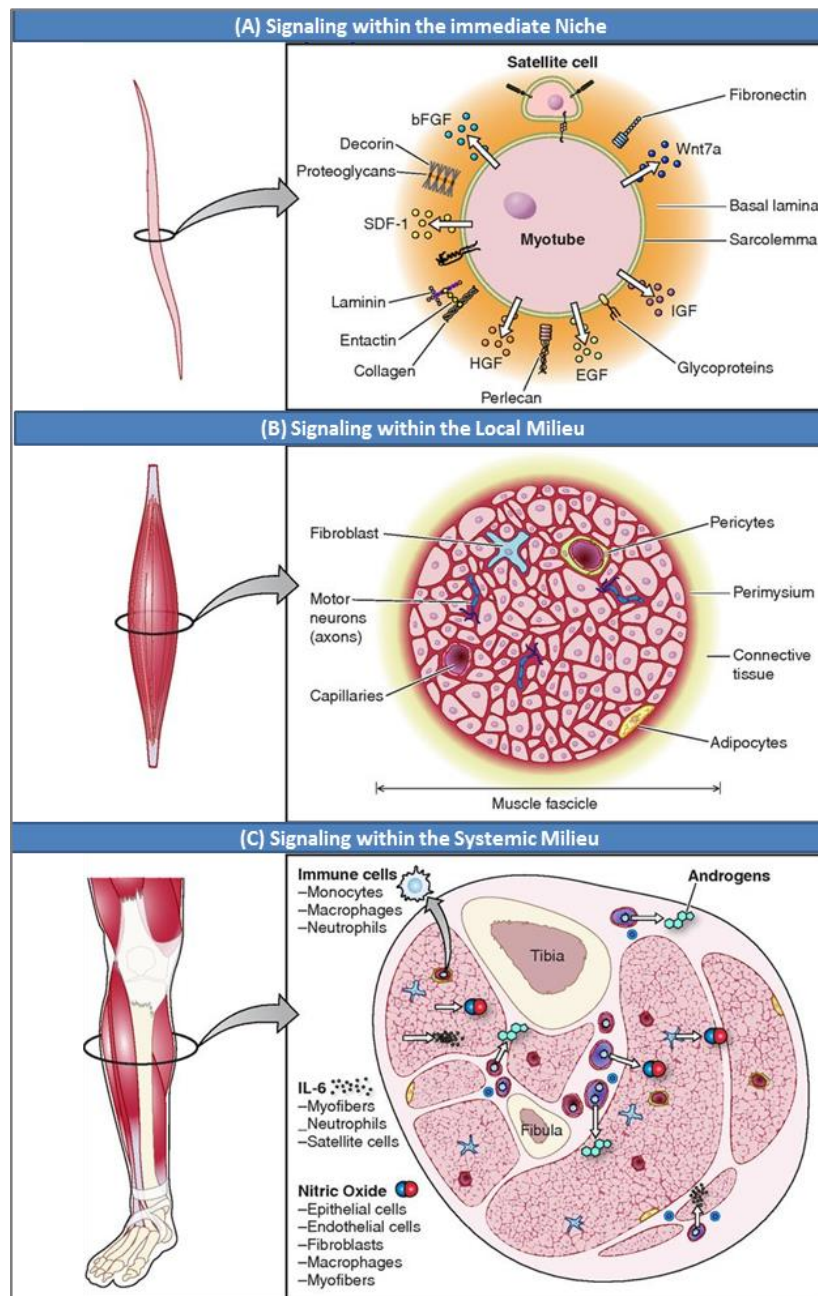 (A) Signaling within the immediate Niche
Satellite cell
Fibronectin
bFGF
Decorin
Wnt7a
Proteoglycans
SDF-1
Basal lamina
Myotube
Sarcolemma
Laminin
IGF
Entactin
Collagen
HGF
EGF
Glycoproteins
Perlecan
(B) Signaling within the Local Milieu
Fibroblast
Pericytes
Motor
neurons
(axons)
Perimysium
Connective
tissue
Capillaries
Adipocytes
Muscle fascicle
(C) Signaling within the Systemic Milieu
Immune cells
–Monocytes
–Macrophages
–Neutrophils
Androgens
Tibia
IL-6
–Myofibers
_Neutrophils
–Satellite cells
Fibula
Nitric Oxide
–Epithelial cells
–Endothelial cells
–Fibroblasts
–Macrophages
–Myofibers